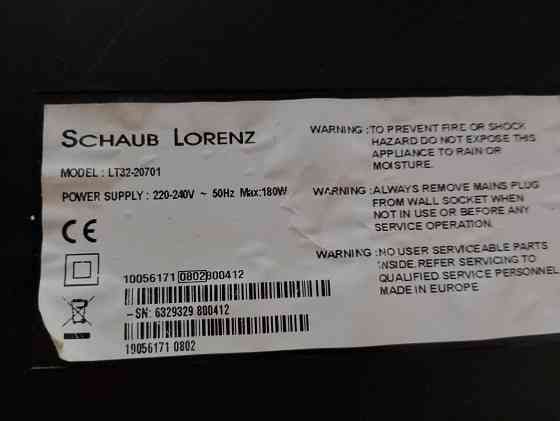 SCHAUB LORENZ
MODEL : LT32-20701
POWER SUPPLY : 220-240V ~ 50Hz Max:180W
CE
10056171 0802 800412
-SN: 6329329 800412
10056171 0802
WARNING :TO PREVENT FIRE OR SHOCK
HAZARD DO NOT EXPOSE THIS
APPLIANCE TO RAIN OR
MOISTURE.
WARNING :ALWAYS REMOVE MAINS PLUG
FROM WALL SOCKET WHEN
NOT IN USE OR BEFORE ANY
SERVICE OPERATION.
WARNING :NO USER SERVICEABLE PARTS
INSIDE.REFER SERVICING TO
QUALIFIED SERVICE PERSONNEL
MADE IN EUROPE